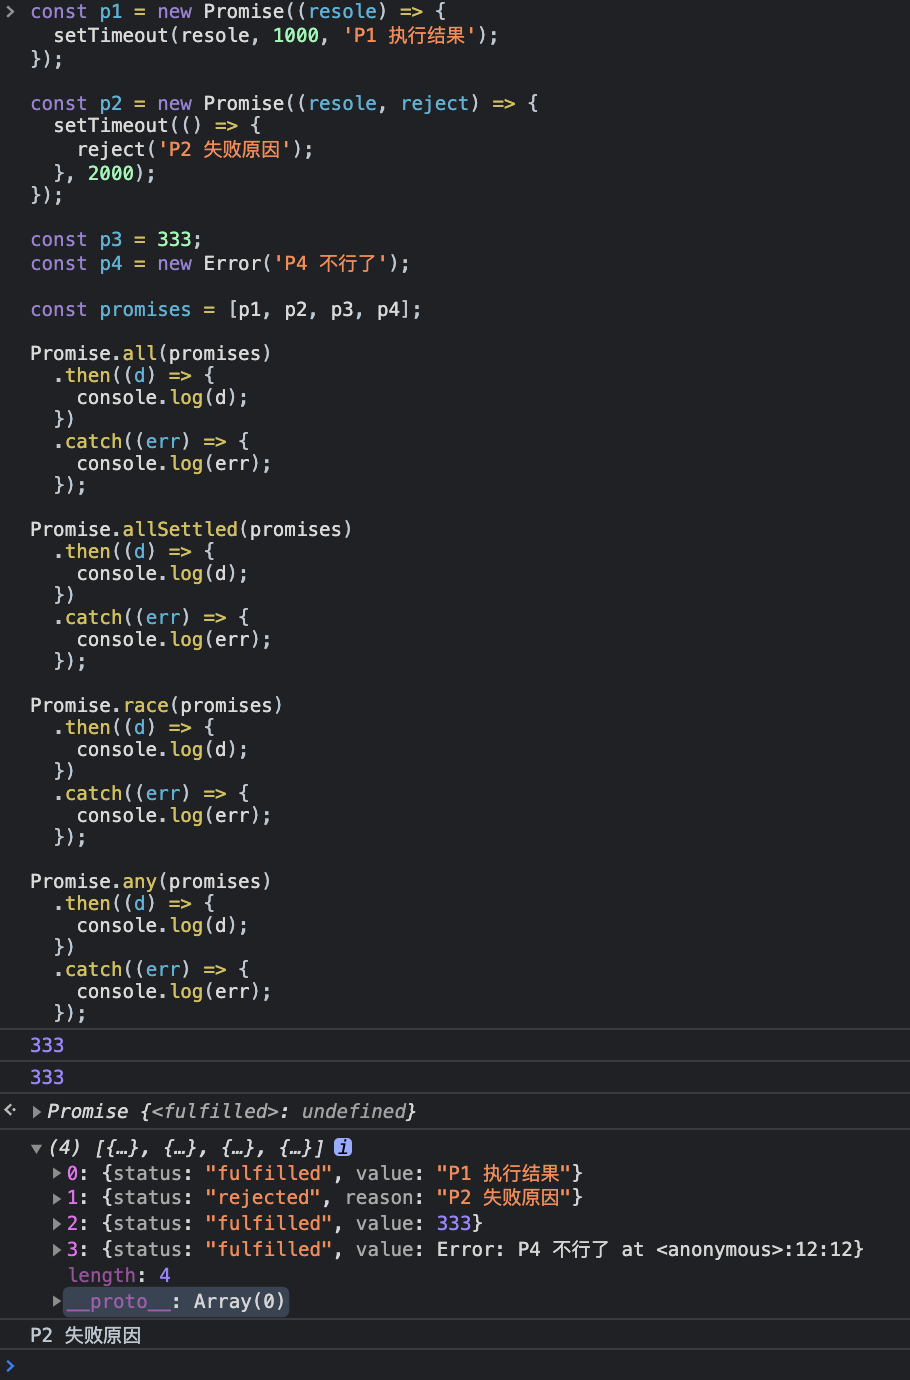 > const p1 = new Promise((resole) => {
  setTimeout(resole, 1000, 'P1 执行结果');
});

const p2 = new Promise((resole, reject) => {
  setTimeout(() => {
    reject('P2 失败原因');
  }, 2000);
});

const p3 = 333;
const p4 = new Error('P4 不行了');

const promises = [p1, p2, p3, p4];

Promise.all(promises)
  .then((d) => {
    console.log(d);
  })
  .catch((err) => {
    console.log(err);
  });

Promise.allSettled(promises)
  .then((d) => {
    console.log(d);
  })
  .catch((err) => {
    console.log(err);
  });

Promise.race(promises)
  .then((d) => {
    console.log(d);
  })
  .catch((err) => {
    console.log(err);
  });

Promise.any(promises)
  .then((d) => {
    console.log(d);
  })
  .catch((err) => {
    console.log(err);
  });
333
333
Promise {<fulfilled>: undefined}
(4) [{…}, {…}, {…}, {…}] i
0: {status: "fulfilled", value: "P1 执行结果"}
1: {status: "rejected", reason: "P2 失败原因"}
2: {status: "fulfilled", value: 333}
3: {status: "fulfilled", value: Error: P4 不行了 at <anonymous>:12:12}
length: 4
__proto__: Array(0)
P2 失败原因
>